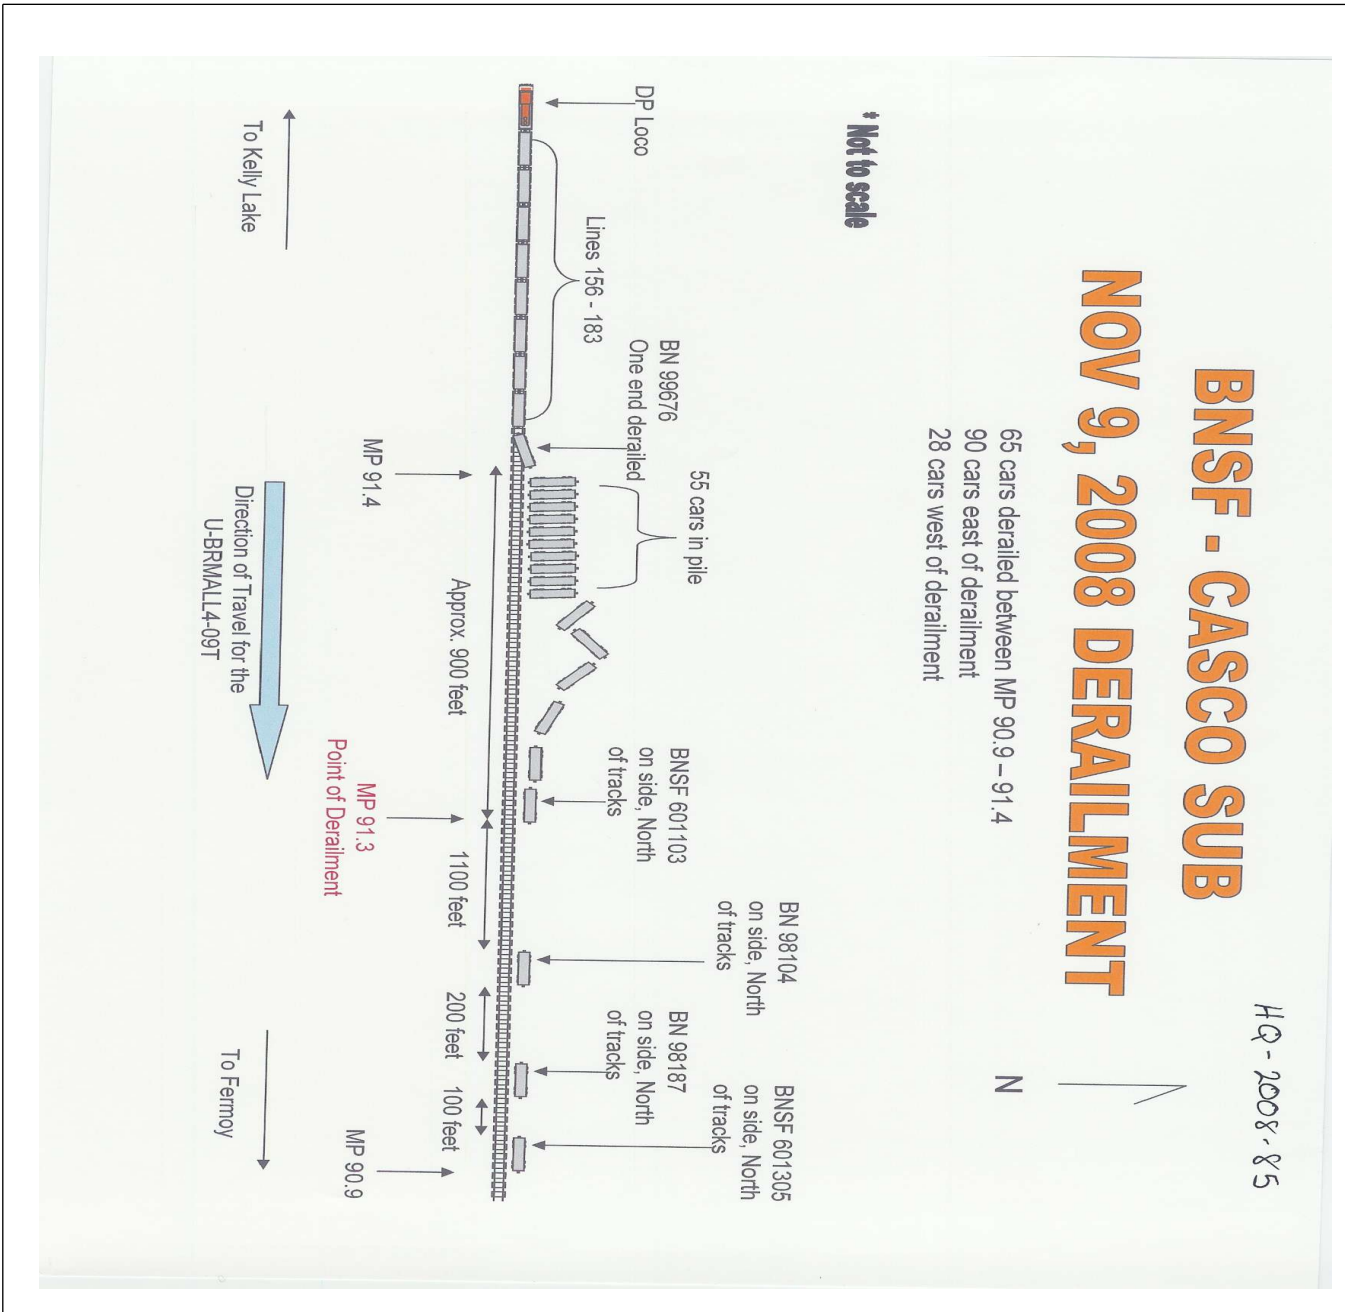 HQ-2008-85
BNSF - CASCO SUB
NOV 9, 2008 DERAILMENT
65 cars derailed between MP 90.9 – 91.4
90 cars east of derailment
28 cars west of derailment
N
* Not to scale
DP Loco
Lines 156 - 183
BN 99676
One end derailed
55 cars in pile
BNSF 601103
on side, North
of tracks
BN 98104
on side, North
of tracks
BN 98187
on side, North
of tracks
BNSF 601305
on side, North
of tracks
Approx. 900 feet
1100 feet
200 feet
100 feet
MP 91.4
MP 91.3
Point of Derailment
MP 90.9
To Kelly Lake
Direction of Travel for the
U-BRMALL4-09T
To Fermoy